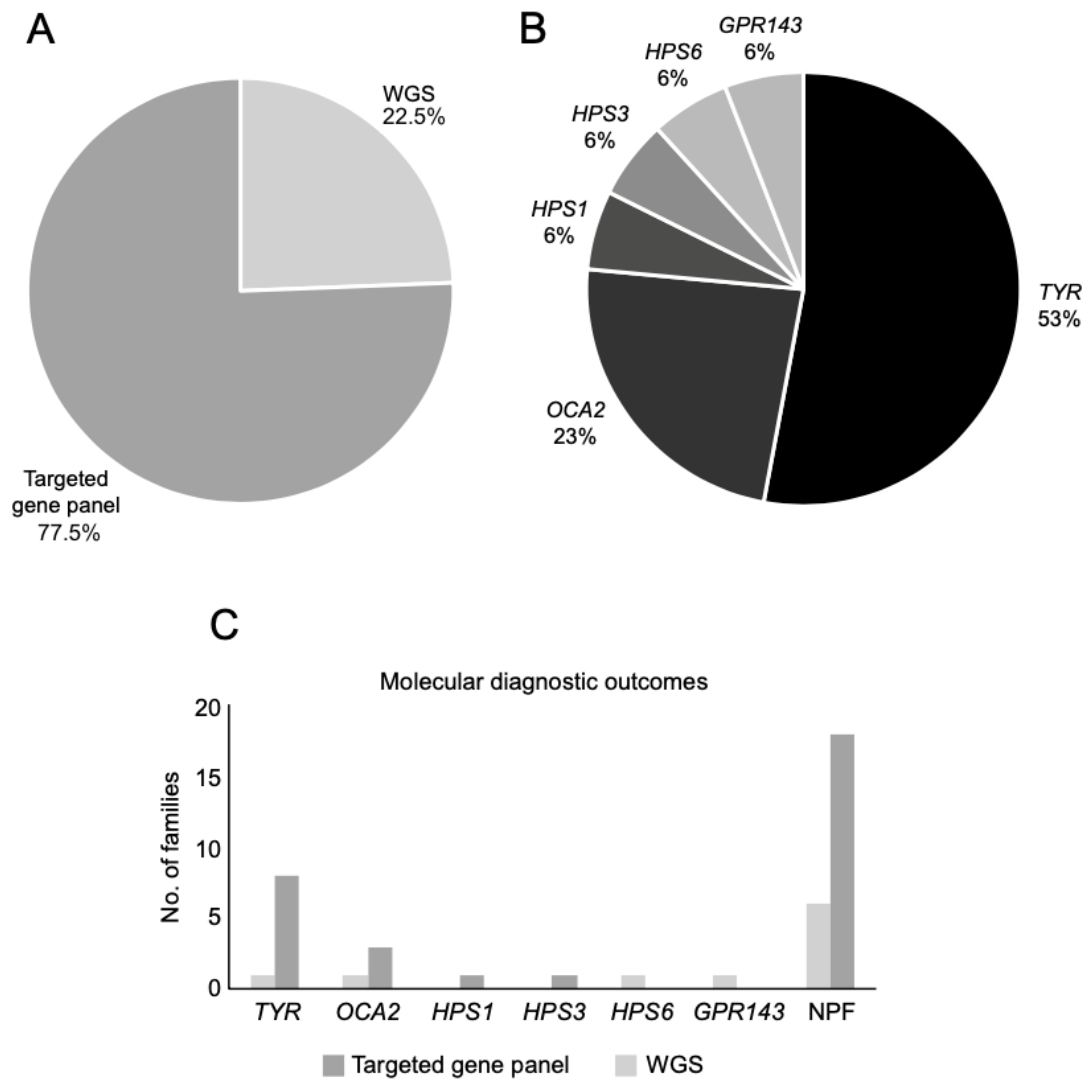 A
WGS
22.5%
Targeted
gene panel
77.5%
B
GPR143
6%
HPS6
6%
HPS3
6%
HPS1
6%
TYR
53%
OCA2
23%
C
Molecular diagnostic outcomes
No. of families
20
15
10
5
0
TYR OCA2 HPS1 HPS3 HPS6 GPR143 NPF
Targeted gene panel WGS